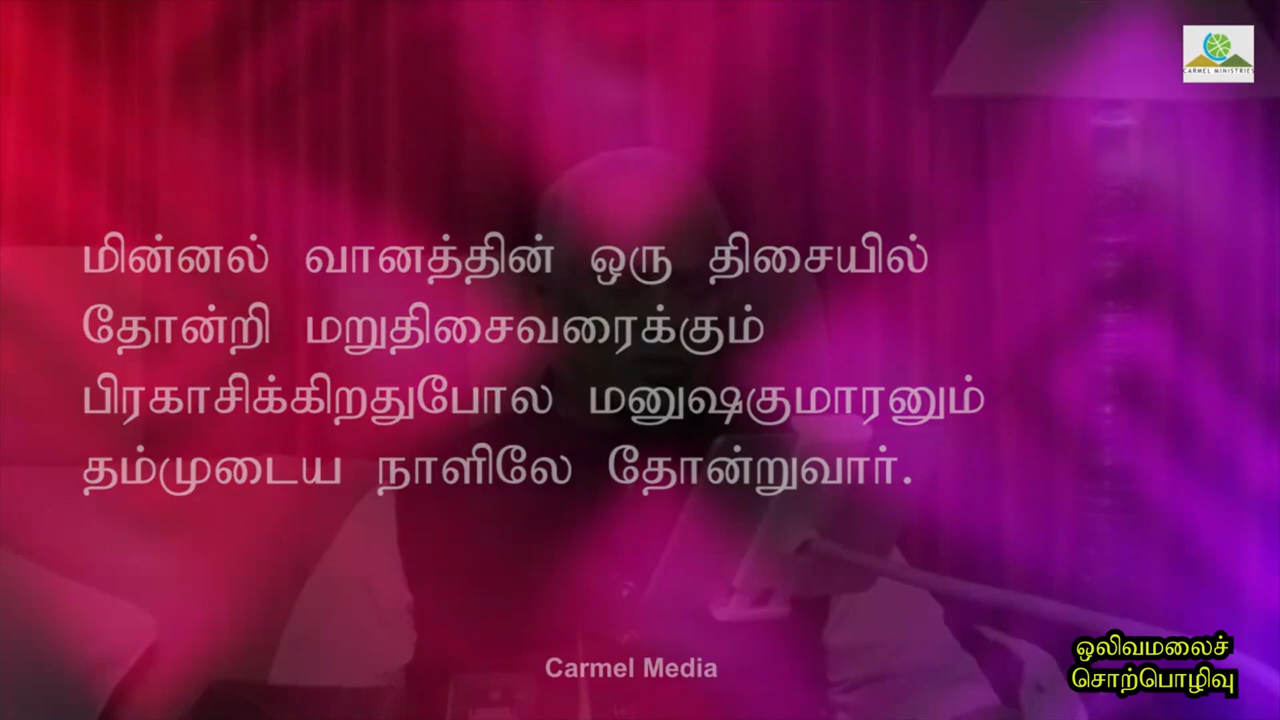 CARMEL MINISTRIES
மின்னல் வானத்தின் ஒரு திசையில்
தோன்றி மறுதிசைவரைக்கும்
பிரகாசிக்கிறதுபோல மனுஷகுமாரனும்
தம்முடைய நாளிலே தோன்றுவார்.
Carmel Media
ஒலிவமலைச்
சொற்பொழிவு